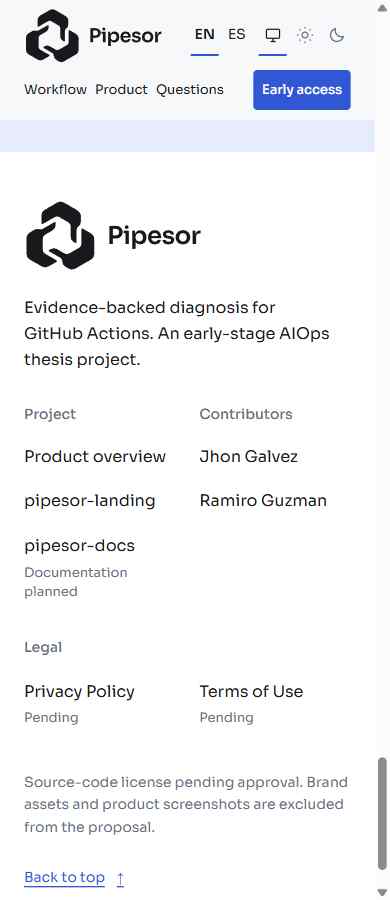 Pipesor
EN ES
Workflow Product Questions
Early access
Pipesor
Evidence-backed diagnosis for
GitHub Actions. An early-stage AIOps
thesis project.
Project
Product overview
pipesor-landing
pipesor-docs
Documentation
planned
Contributors
Jhon Galvez
Ramiro Guzman
Legal
Privacy Policy
Pending
Terms of Use
Pending
Source-code license pending approval. Brand
assets and product screenshots are excluded
from the proposal.
Back to top ↑